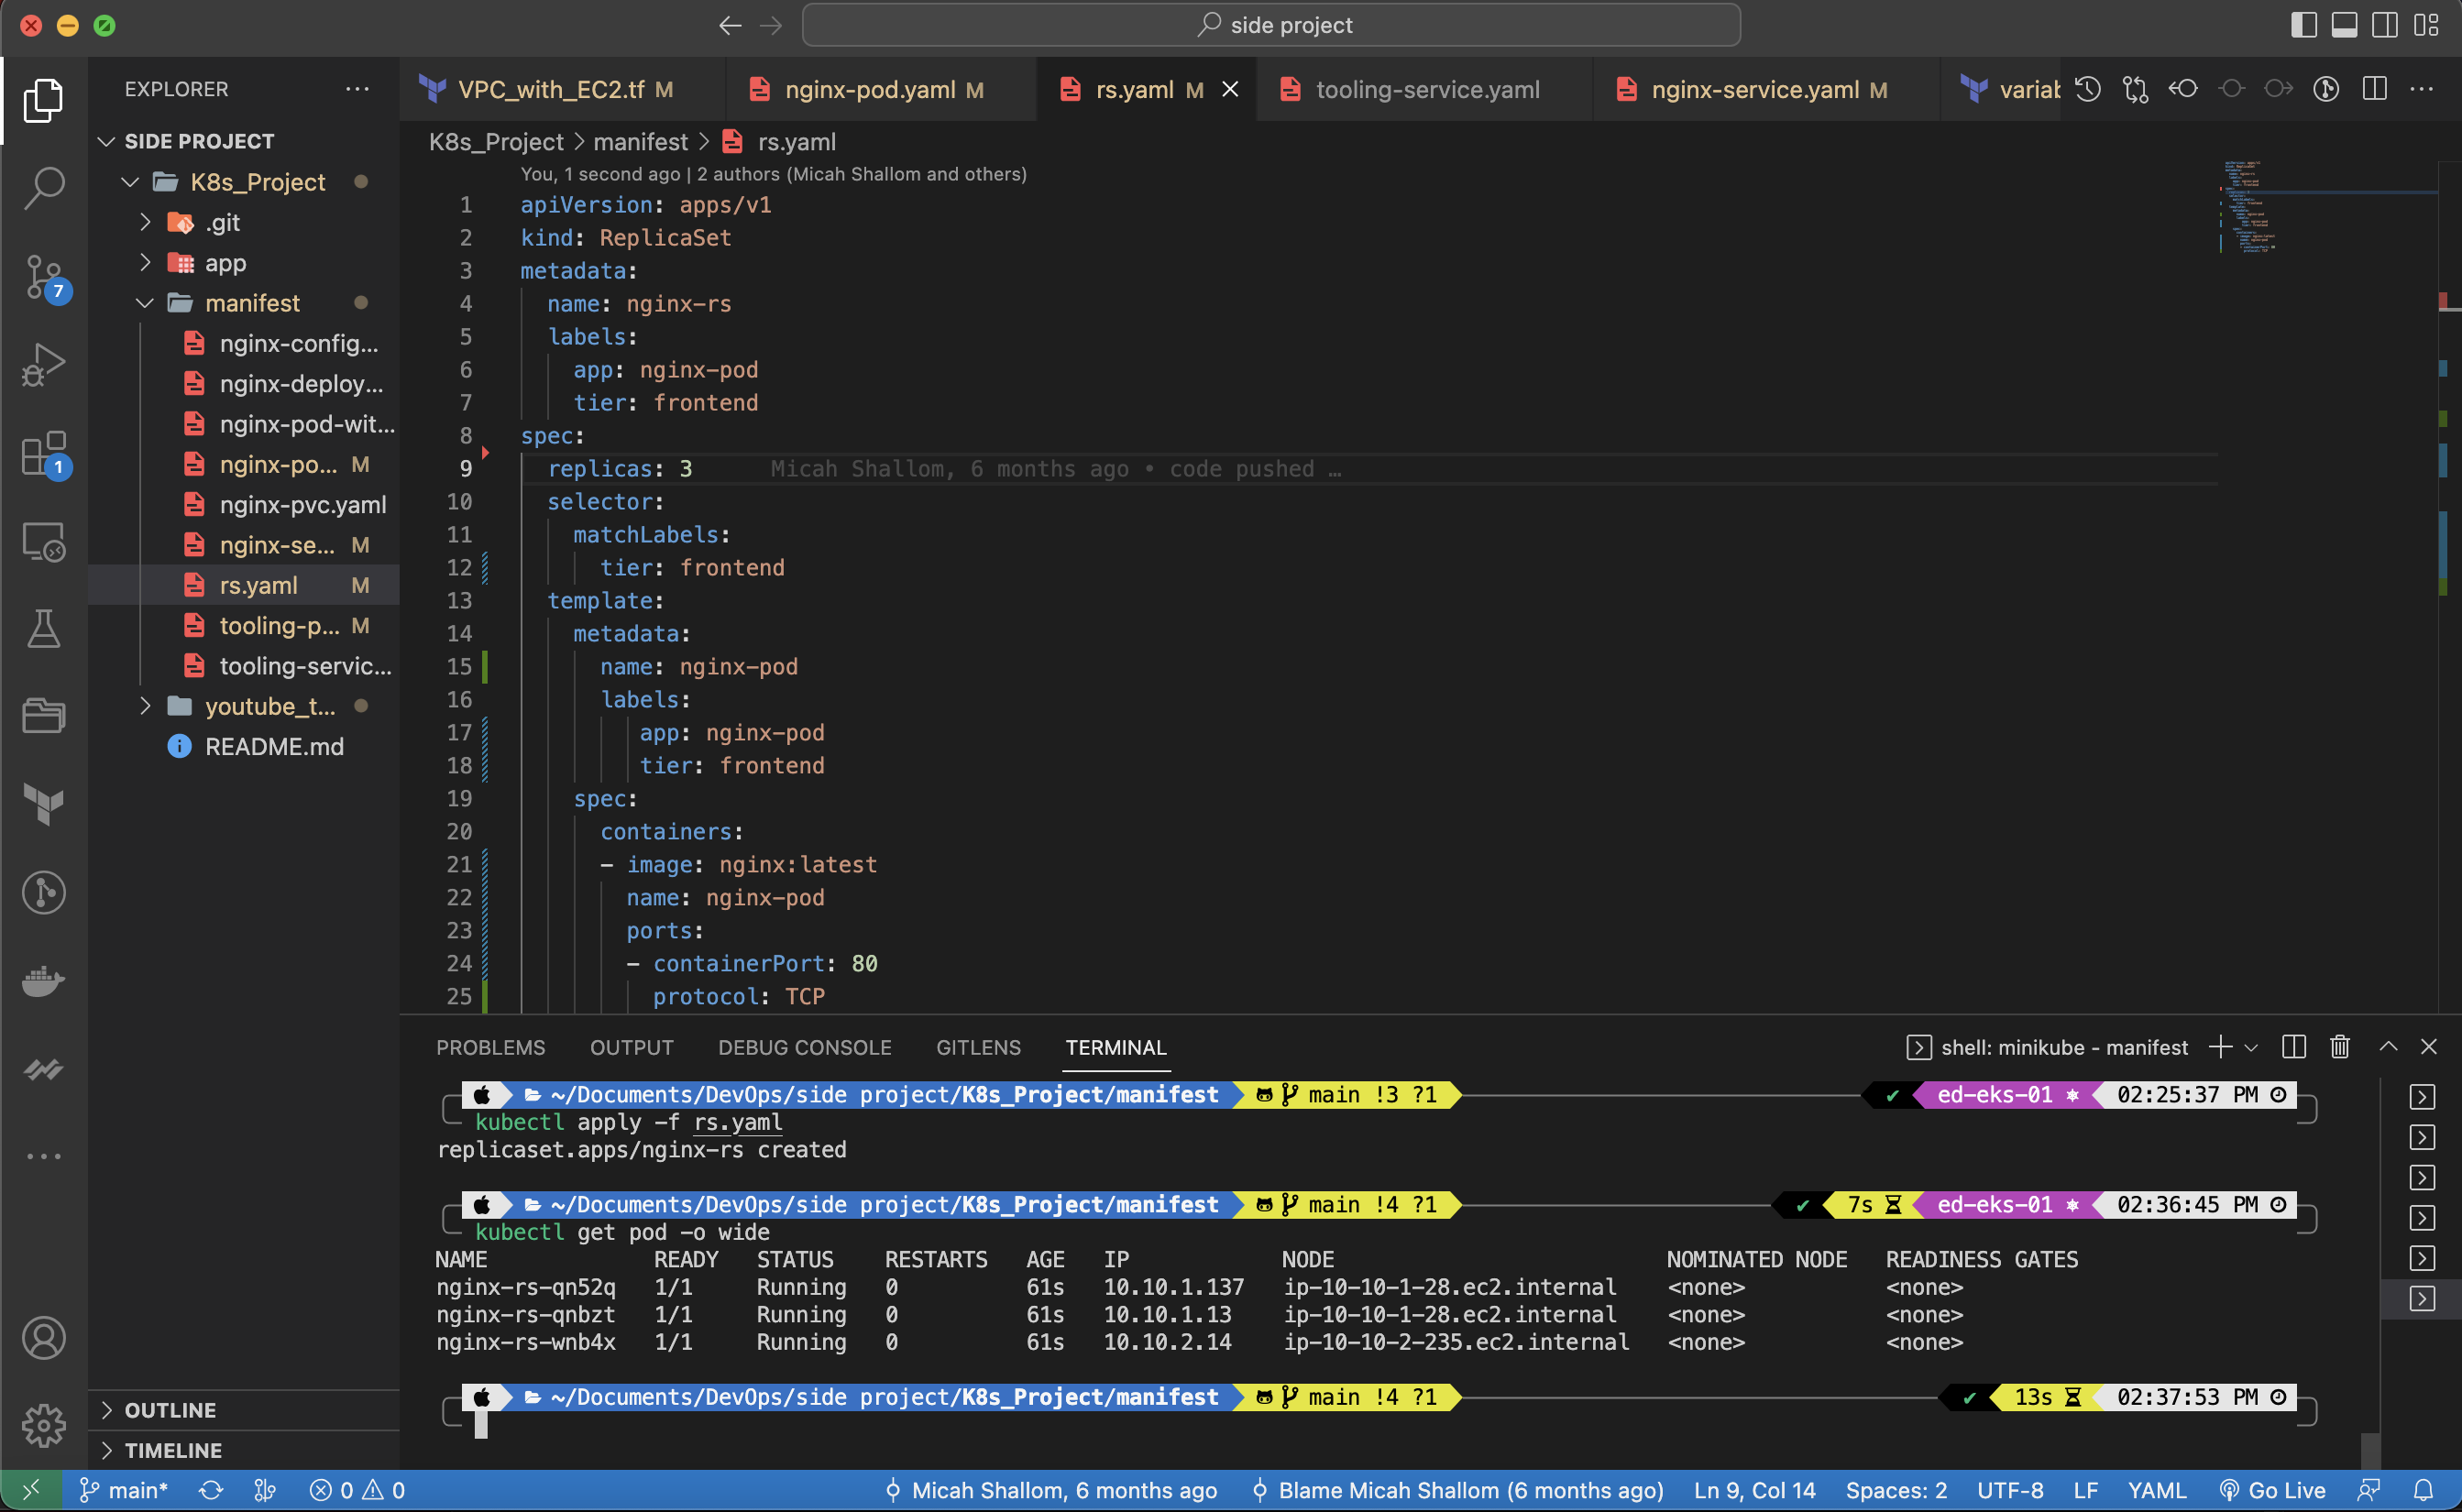 side project
EXPLORER
SIDE PROJECT
K8s_Project
.git
app
manifest
nginx-config...
nginx-deploy...
nginx-pod-wit...
nginx-po... M
nginx-pvc.yaml
nginx-se... M
rs.yaml M
tooling-p... M
tooling-servic...
youtube_t...
README.md
OUTLINE
TIMELINE
7
1
VPC_with_EC2.tf M
nginx-pod.yaml M
rs.yaml M
tooling-service.yaml
nginx-service.yaml M
variab
K8s_Project > manifest > rs.yaml
You, 1 second ago | 2 authors (Micah Shallom and others)
1 apiVersion: apps/v1
2 kind: ReplicaSet
3 metadata:
4 name: nginx-rs
5 labels:
6 app: nginx-pod
7 tier: frontend
8 spec:
9 replicas: 3 Micah Shallom, 6 months ago • code pushed …
10 selector:
11 matchLabels:
12 tier: frontend
13 template:
14 metadata:
15 name: nginx-pod
16 labels:
17 app: nginx-pod
18 tier: frontend
19 spec:
20 containers:
21 - image: nginx:latest
22 name: nginx-pod
23 ports:
24 - containerPort: 80
25 protocol: TCP
PROBLEMS OUTPUT DEBUG CONSOLE GITLENS TERMINAL
shell: minikube - manifest
~/Documents/DevOps/side project/K8s_Project/manifest main !3 ?1 ✔ ed-eks-01 02:25:37 PM
kubectl apply -f rs.yaml
replicaset.apps/nginx-rs created
~/Documents/DevOps/side project/K8s_Project/manifest main !4 ?1 ✔ 7s ed-eks-01 02:36:45 PM
kubectl get pod -o wide
NAME READY STATUS RESTARTS AGE IP NODE NOMINATED NODE READINESS GATES
nginx-rs-qn52q 1/1 Running 0 61s 10.10.1.137 ip-10-10-1-28.ec2.internal <none> <none>
nginx-rs-qnbzt 1/1 Running 0 61s 10.10.1.13 ip-10-10-1-28.ec2.internal <none> <none>
nginx-rs-wnb4x 1/1 Running 0 61s 10.10.2.14 ip-10-10-2-235.ec2.internal <none> <none>
~/Documents/DevOps/side project/K8s_Project/manifest main !4 ?1 ✔ 13s 02:37:53 PM
main* 0 0 Micah Shallom, 6 months ago Blame Micah Shallom (6 months ago) Ln 9, Col 14 Spaces: 2 UTF-8 LF YAML Go Live